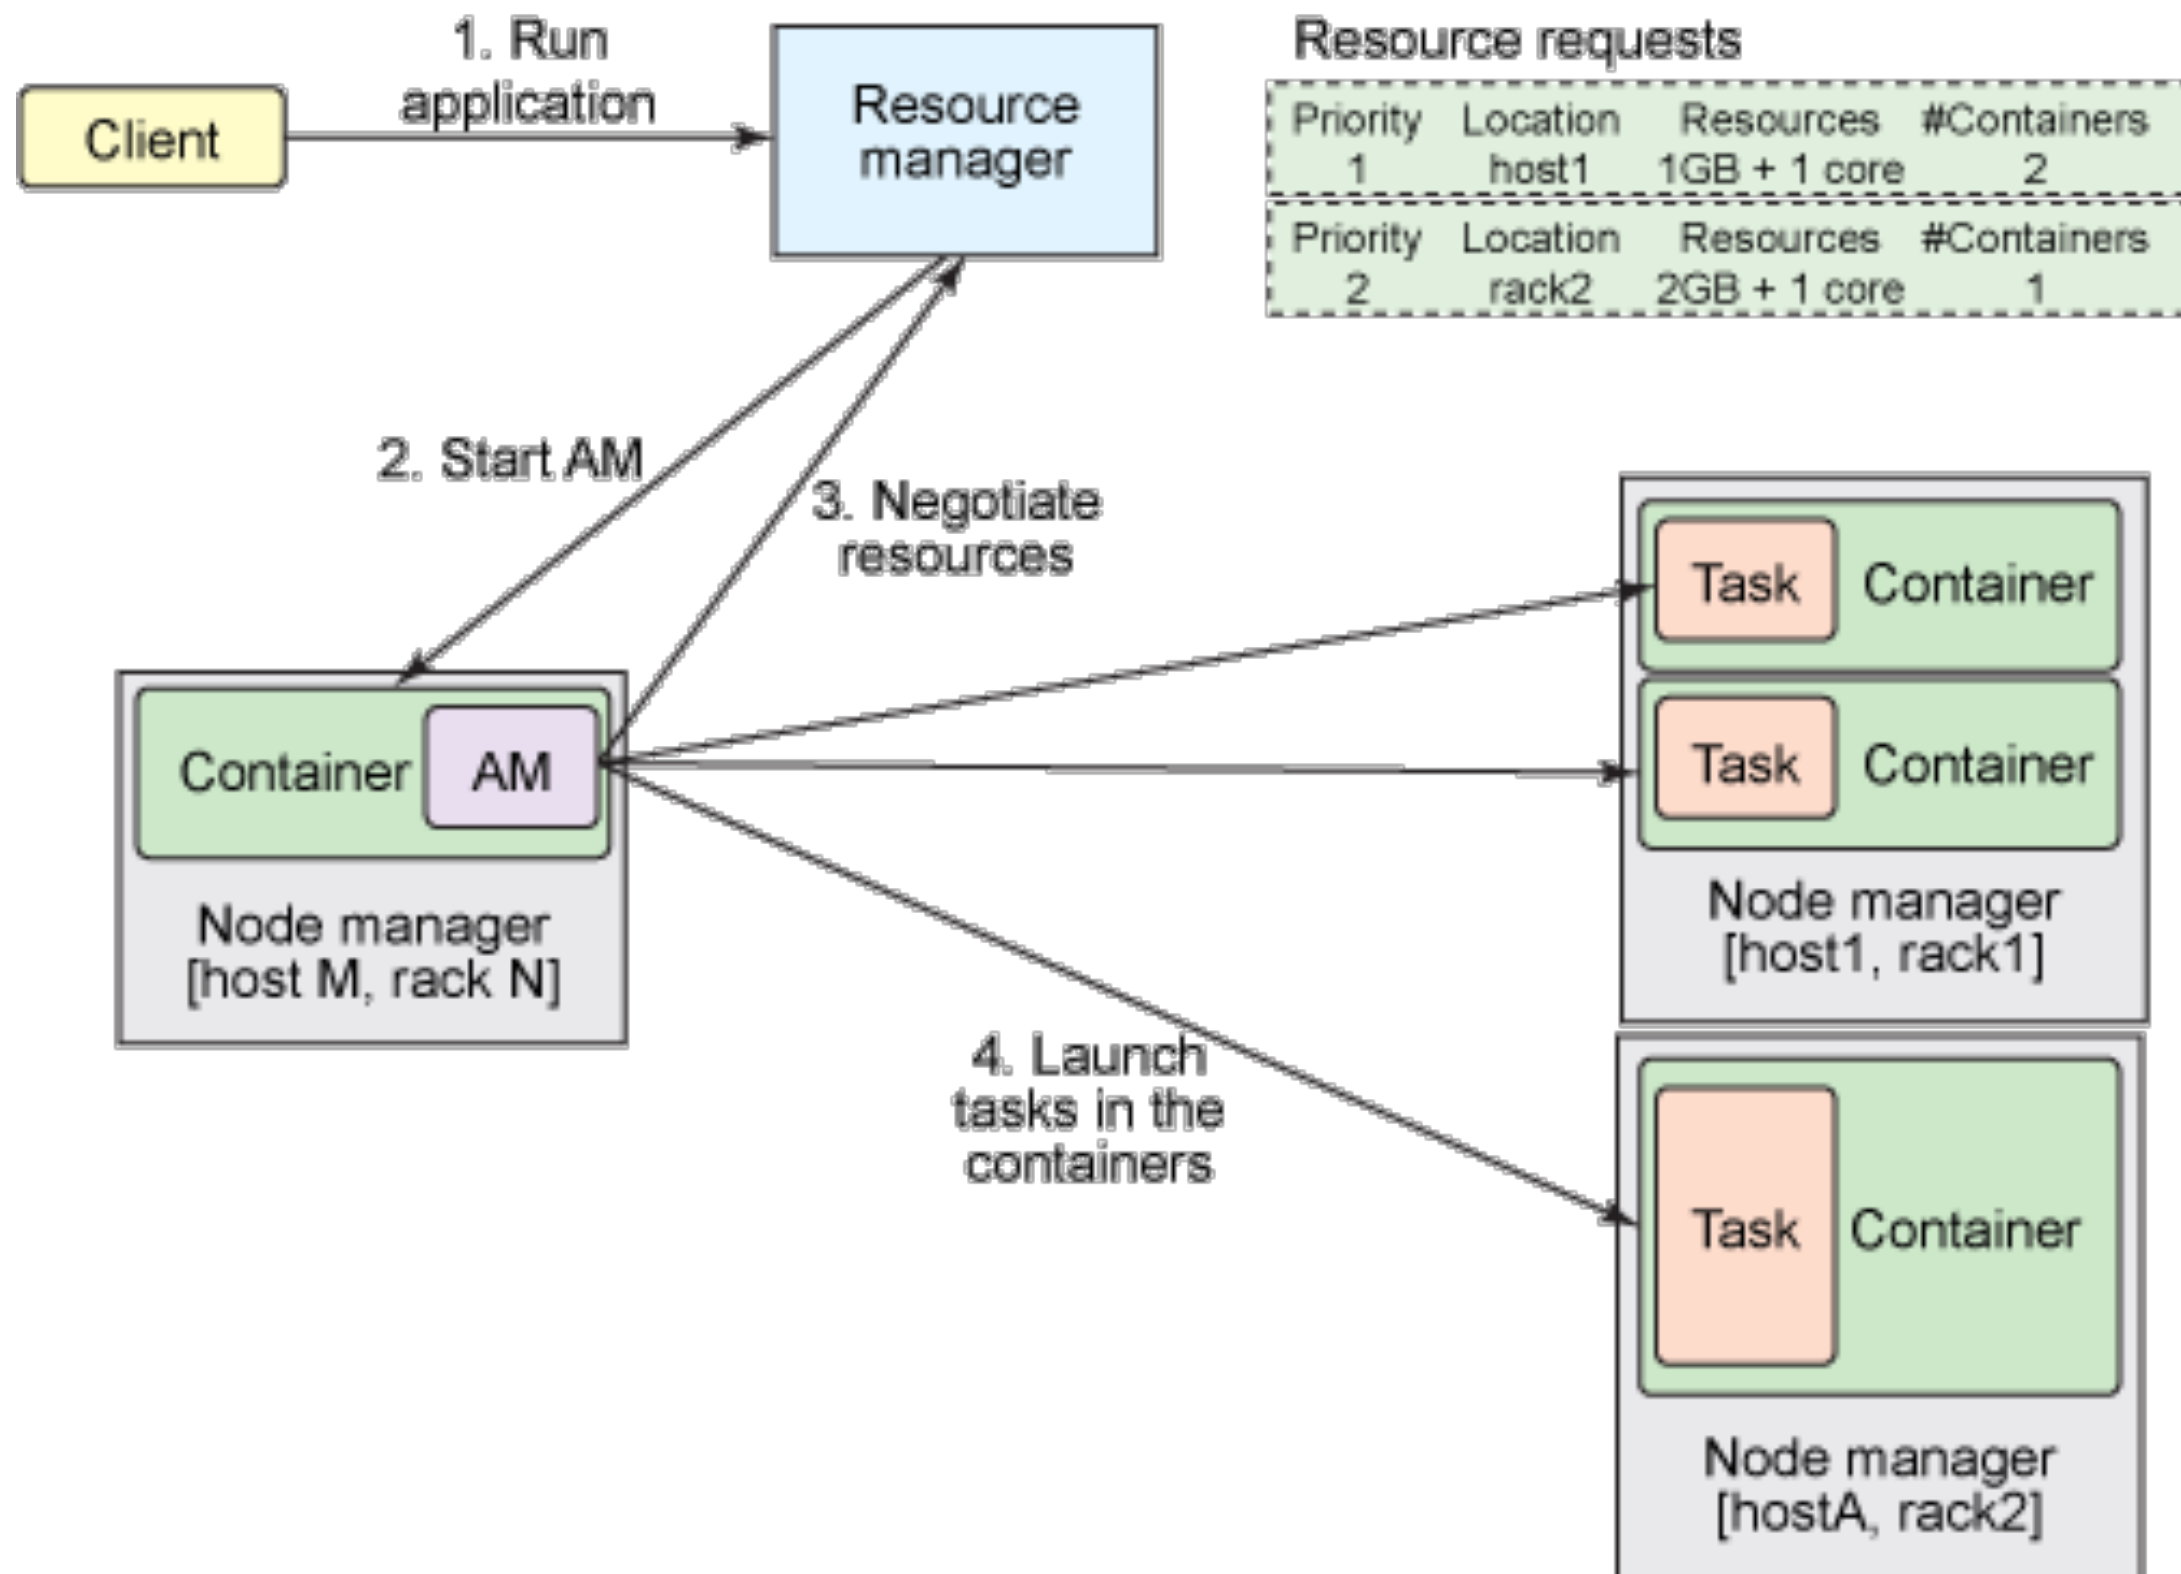 1. Run
application
Client
Resource
manager
Resource requests
Priority Location Resources #Containers
1 host1 1GB + 1 core 2
Priority Location Resources #Containers
2 rack2 2GB + 1 core 1
2. Start AM
3. Negotiate
resources
Container AM
Node manager
[host M, rack N]
Task Container
Task Container
Node manager
[host1, rack1]
4. Launch
tasks in the
containers
Task Container
Node manager
[hostA, rack2]